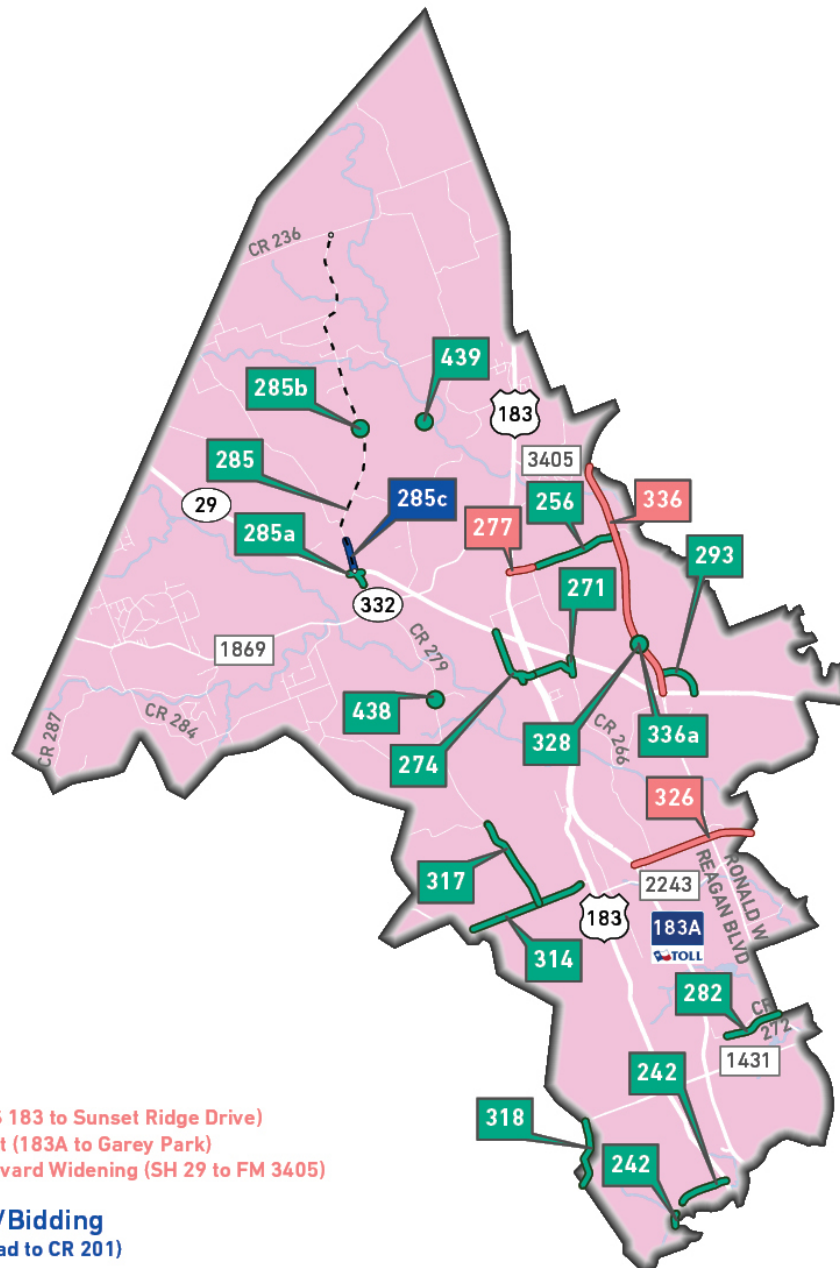 CR 236
439
285b
183
3405
285
29
285c
256
336
277
285a
293
271
332
1869
CR 279
CR 287
CR 284
438
CR 266
274
328
336a
326
317
RONALD W
REAGAN BLVD
2243
183
183A
TOLL
314
282
CR
272
1431
242
318
242
183 to Sunset Ridge Drive)
(183A to Garey Park)
Widening (SH 29 to FM 3405)
/Bidding
to CR 201)